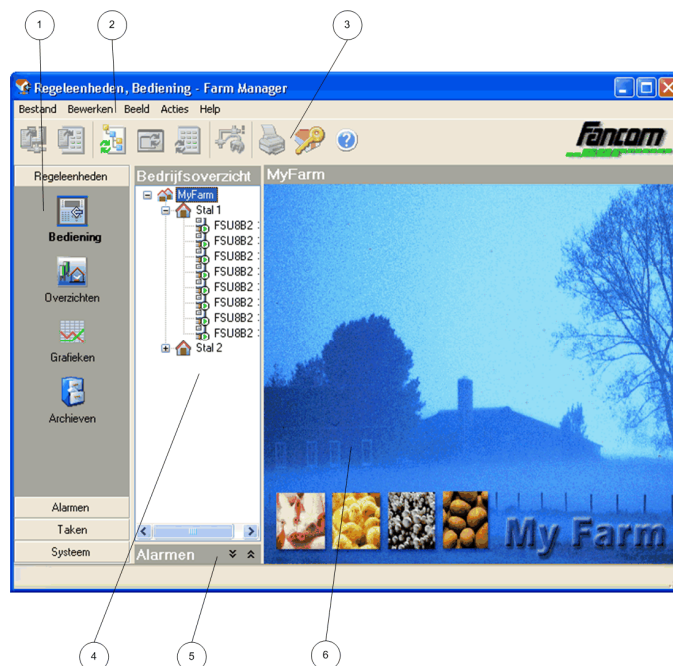 1
2
3
Regeleenheden, Bediening - Farm Manager
Bestand Bewerken Beeld Acties Help
Fancom
Regeleenheden
Bedrijfsoverzicht
MyFarm
MyFarm
Stal 1
FSU8B2
FSU8B2
FSU8B2
FSU8B2
FSU8B2
FSU8B2
FSU8B2
FSU8B2
Stal 2
Bediening
Overzichten
Grafieken
Archieven
Alarmen
Taken
Systeem
Alarmen
My Farm
4
5
6